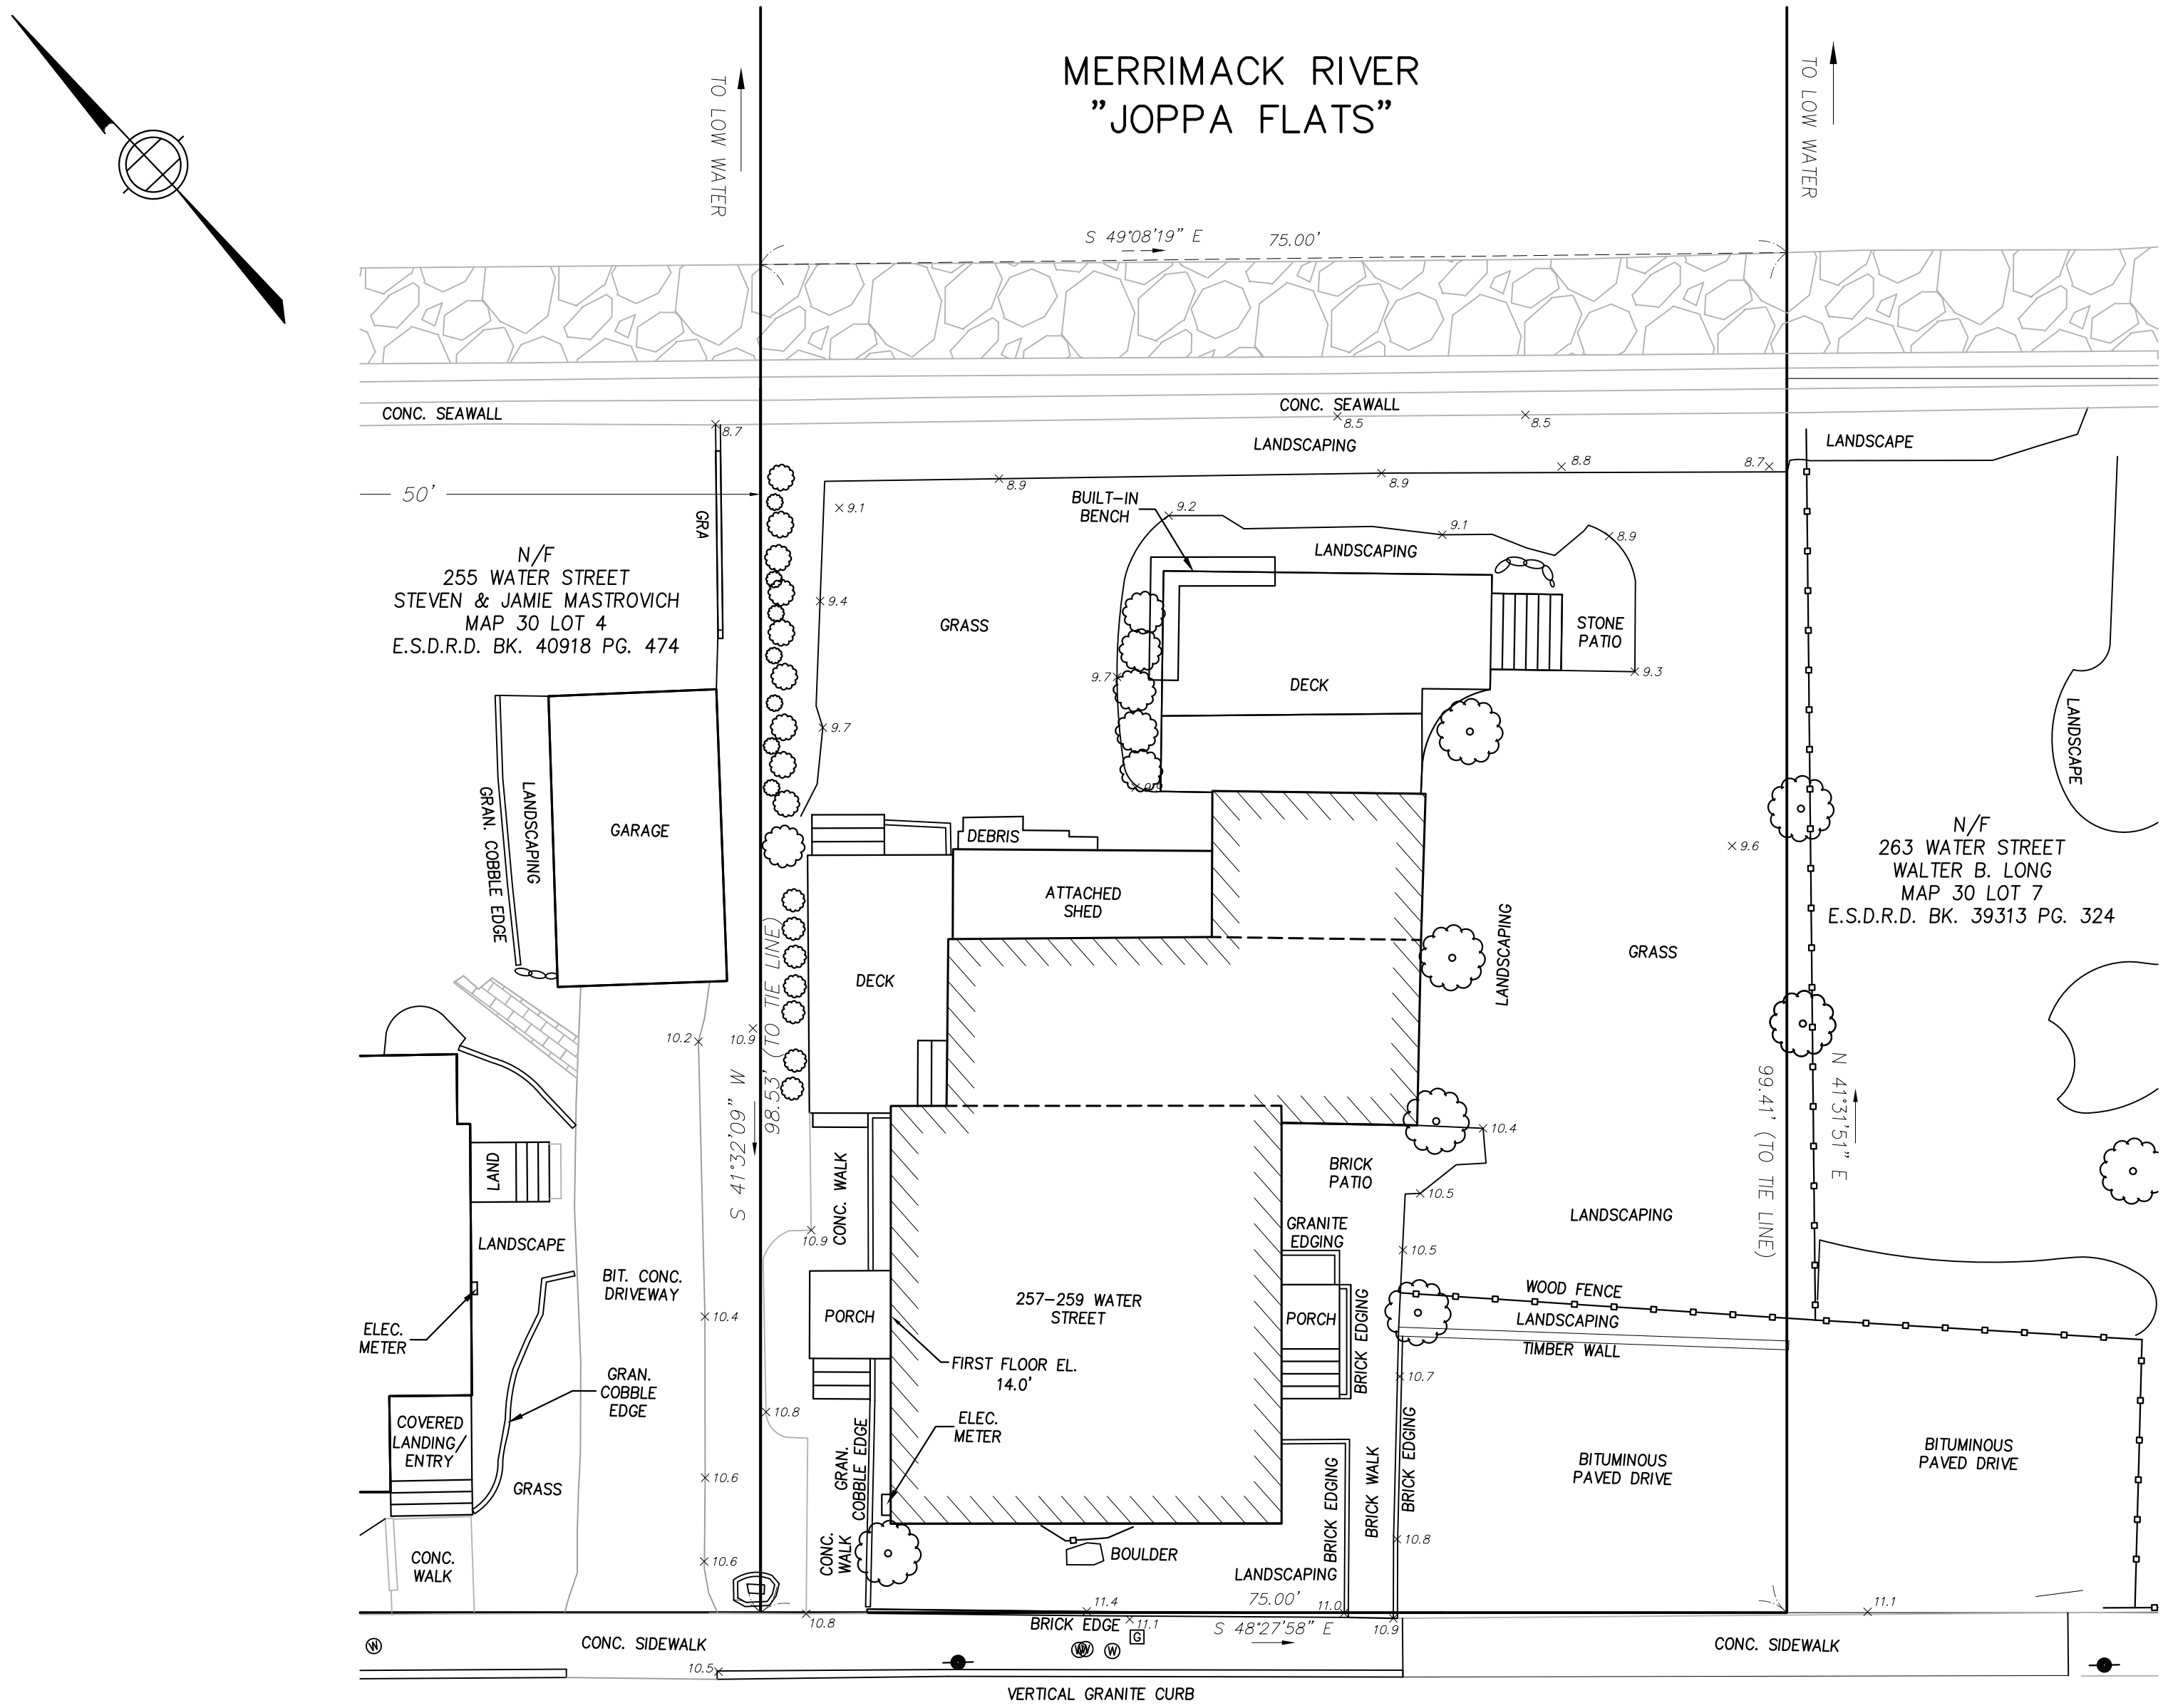 MERRIMACK RIVER
"JOPPA FLATS"
TO LOW WATER
TO LOW WATER
S 49°08'19" E
75.00'
CONC. SEAWALL
CONC. SEAWALL
8.7
8.5
8.5
LANDSCAPING
LANDSCAPE
50'
GRA
8.9
8.9
8.8
8.7
9.1
BUILT-IN
BENCH
9.2
9.1
8.9
LANDSCAPING
N/F
255 WATER STREET
STEVEN & JAMIE MASTROVICH
MAP 30 LOT 4
E.S.D.R.D. BK. 40918 PG. 474
9.4
GRASS
STONE
PATIO
9.7
DECK
9.3
9.7
LANDSCAPE
GRAN. COBBLE EDGE
LANDSCAPING
GARAGE
DEBRIS
9.6
N/F
263 WATER STREET
WALTER B. LONG
MAP 30 LOT 7
E.S.D.R.D. BK. 39313 PG. 324
ATTACHED
SHED
LANDSCAPING
GRASS
DECK
10.2
10.9
S 41°32'09" W
98.53' (TO TIE LINE)
99.41' (TO TIE LINE)
N 41°31'51" E
10.4
LAND
CONC. WALK
BRICK
PATIO
10.5
10.9
GRANITE
EDGING
LANDSCAPING
LANDSCAPE
10.5
BIT. CONC.
DRIVEWAY
WOOD FENCE
257-259 WATER
STREET
PORCH
PORCH
BRICK EDGING
LANDSCAPING
10.4
ELEC.
METER
TIMBER WALL
FIRST FLOOR EL.
14.0'
10.7
GRAN.
COBBLE
EDGE
10.8
ELEC.
METER
COVERED
LANDING/
ENTRY
GRAN.
COBBLE EDGE
BRICK EDGING
BRICK WALK
BRICK EDGING
BITUMINOUS
PAVED DRIVE
BITUMINOUS
PAVED DRIVE
10.6
GRASS
10.8
CONC.
WALK
10.6
CONC.
WALK
BOULDER
LANDSCAPING
75.00'
11.4
11.0
11.1
10.8
BRICK EDGE
11.1
S 48°27'58" E
10.9
G
W
W
W
W
CONC. SIDEWALK
CONC. SIDEWALK
10.5
VERTICAL GRANITE CURB